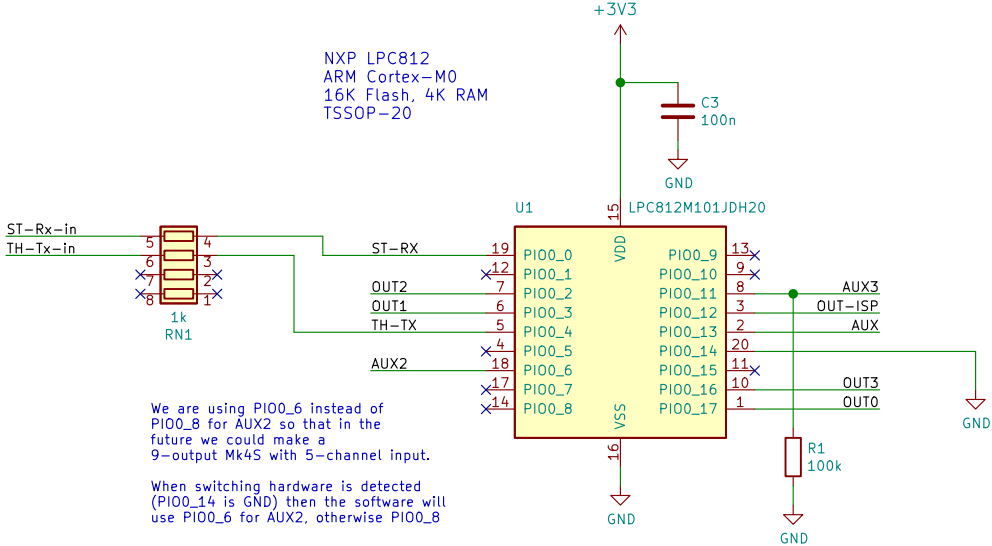 +3V3
NXP LPC812
ARM Cortex-M0
16K Flash, 4K RAM
TSSOP-20
C3
100n
GND
U1
LPC812M101JDH20
15
VDD
ST-Rx-in
TH-Tx-in
5 4
6 3
7 2
8 1
1k
RN1
ST-RX 19 PIO0_0
12 PIO0_1
OUT2 7 PIO0_2
OUT1 6 PIO0_3
TH-TX 5 PIO0_4
4 PIO0_5
AUX2 18 PIO0_6
17 PIO0_7
14 PIO0_8
PIO0_9 13
PIO0_10 9
PIO0_11 8 AUX3
PIO0_12 3 OUT-ISP
PIO0_13 2 AUX
PIO0_14 20
PIO0_15 11
PIO0_16 10 OUT3
PIO0_17 1 OUT0
VSS
16
GND
GND
R1
100k
GND
We are using PIO0_6 instead of
PIO0_8 for AUX2 so that in the
future we could make a
9-output Mk4S with 5-channel input.
When switching hardware is detected
(PIO0_14 is GND) then the software will
use PIO0_6 for AUX2, otherwise PIO0_8